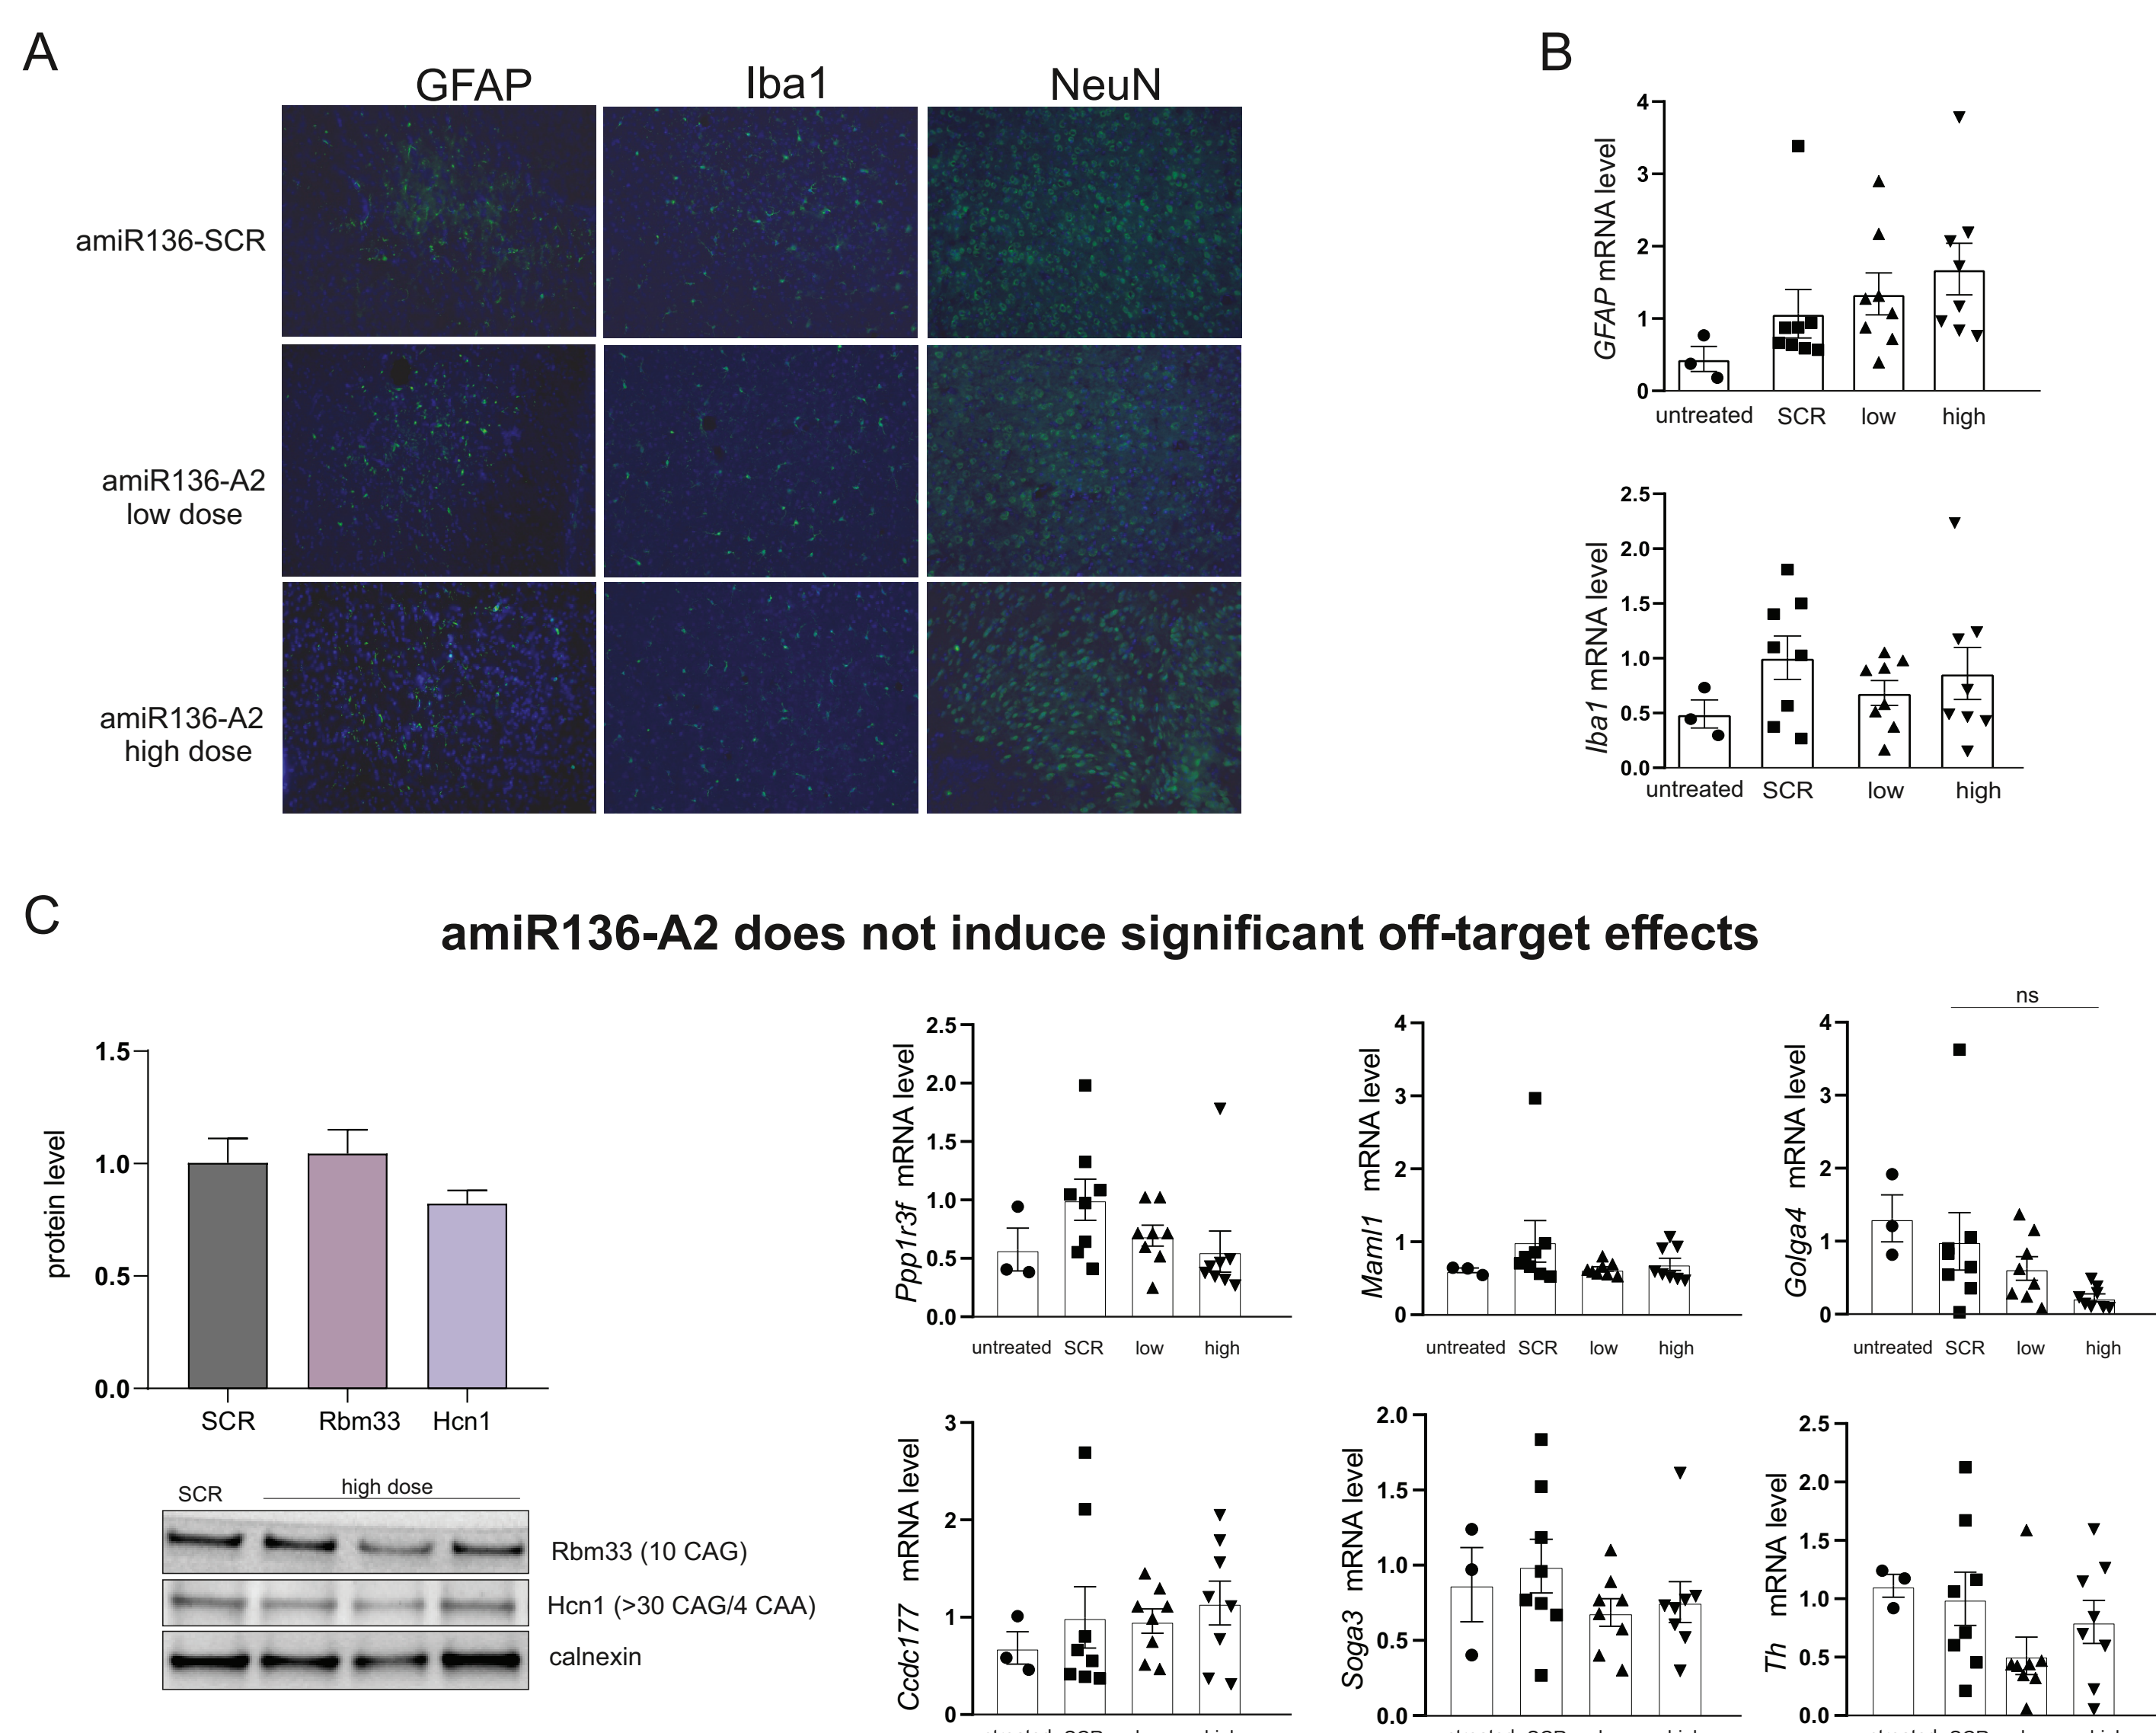 A
GFAP
Iba1
NeuN
amiR136-SCR
amiR136-A2
low dose
amiR136-A2
high dose
B
GFAP mRNA level
4
3
2
1
0
untreated SCR low high
Iba1 mRNA level
2.5
2.0
1.5
1.0
0.5
0.0
untreated SCR low high
C
amiR136-A2 does not induce significant off-target effects
protein level
1.5
1.0
0.5
0.0
SCR Rbm33 Hcn1
SCR high dose
Rbm33 (10 CAG)
Hcn1 (>30 CAG/4 CAA)
calnexin
Ppp1r3f mRNA level
2.5
2.0
1.5
1.0
0.5
0.0
untreated SCR low high
Maml1 mRNA level
4
3
2
1
0
untreated SCR low high
ns
Golga4 mRNA level
4
3
2
1
0
untreated SCR low high
Ccdc177 mRNA level
3
2
1
0
Soga3 mRNA level
2.0
1.5
1.0
0.5
0.0
Th mRNA level
2.5
2.0
1.5
1.0
0.5
0.0